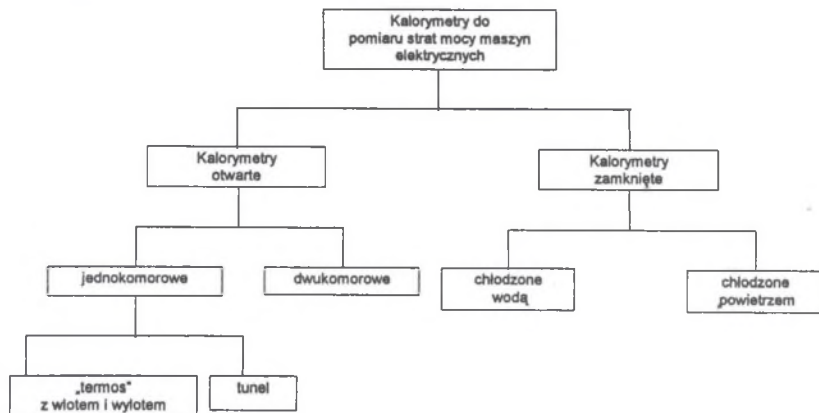 Kalorymetry do
pomiaru strat mocy maszyn
elektrycznych
Kalorymetry
otwarte
Kalorymetry
zamknięte
jednokomorowe
dwukomorowe
chłodzone
wodą
chłodzone
powietrzem
„termos"
z wlotem i wylotem
tunel